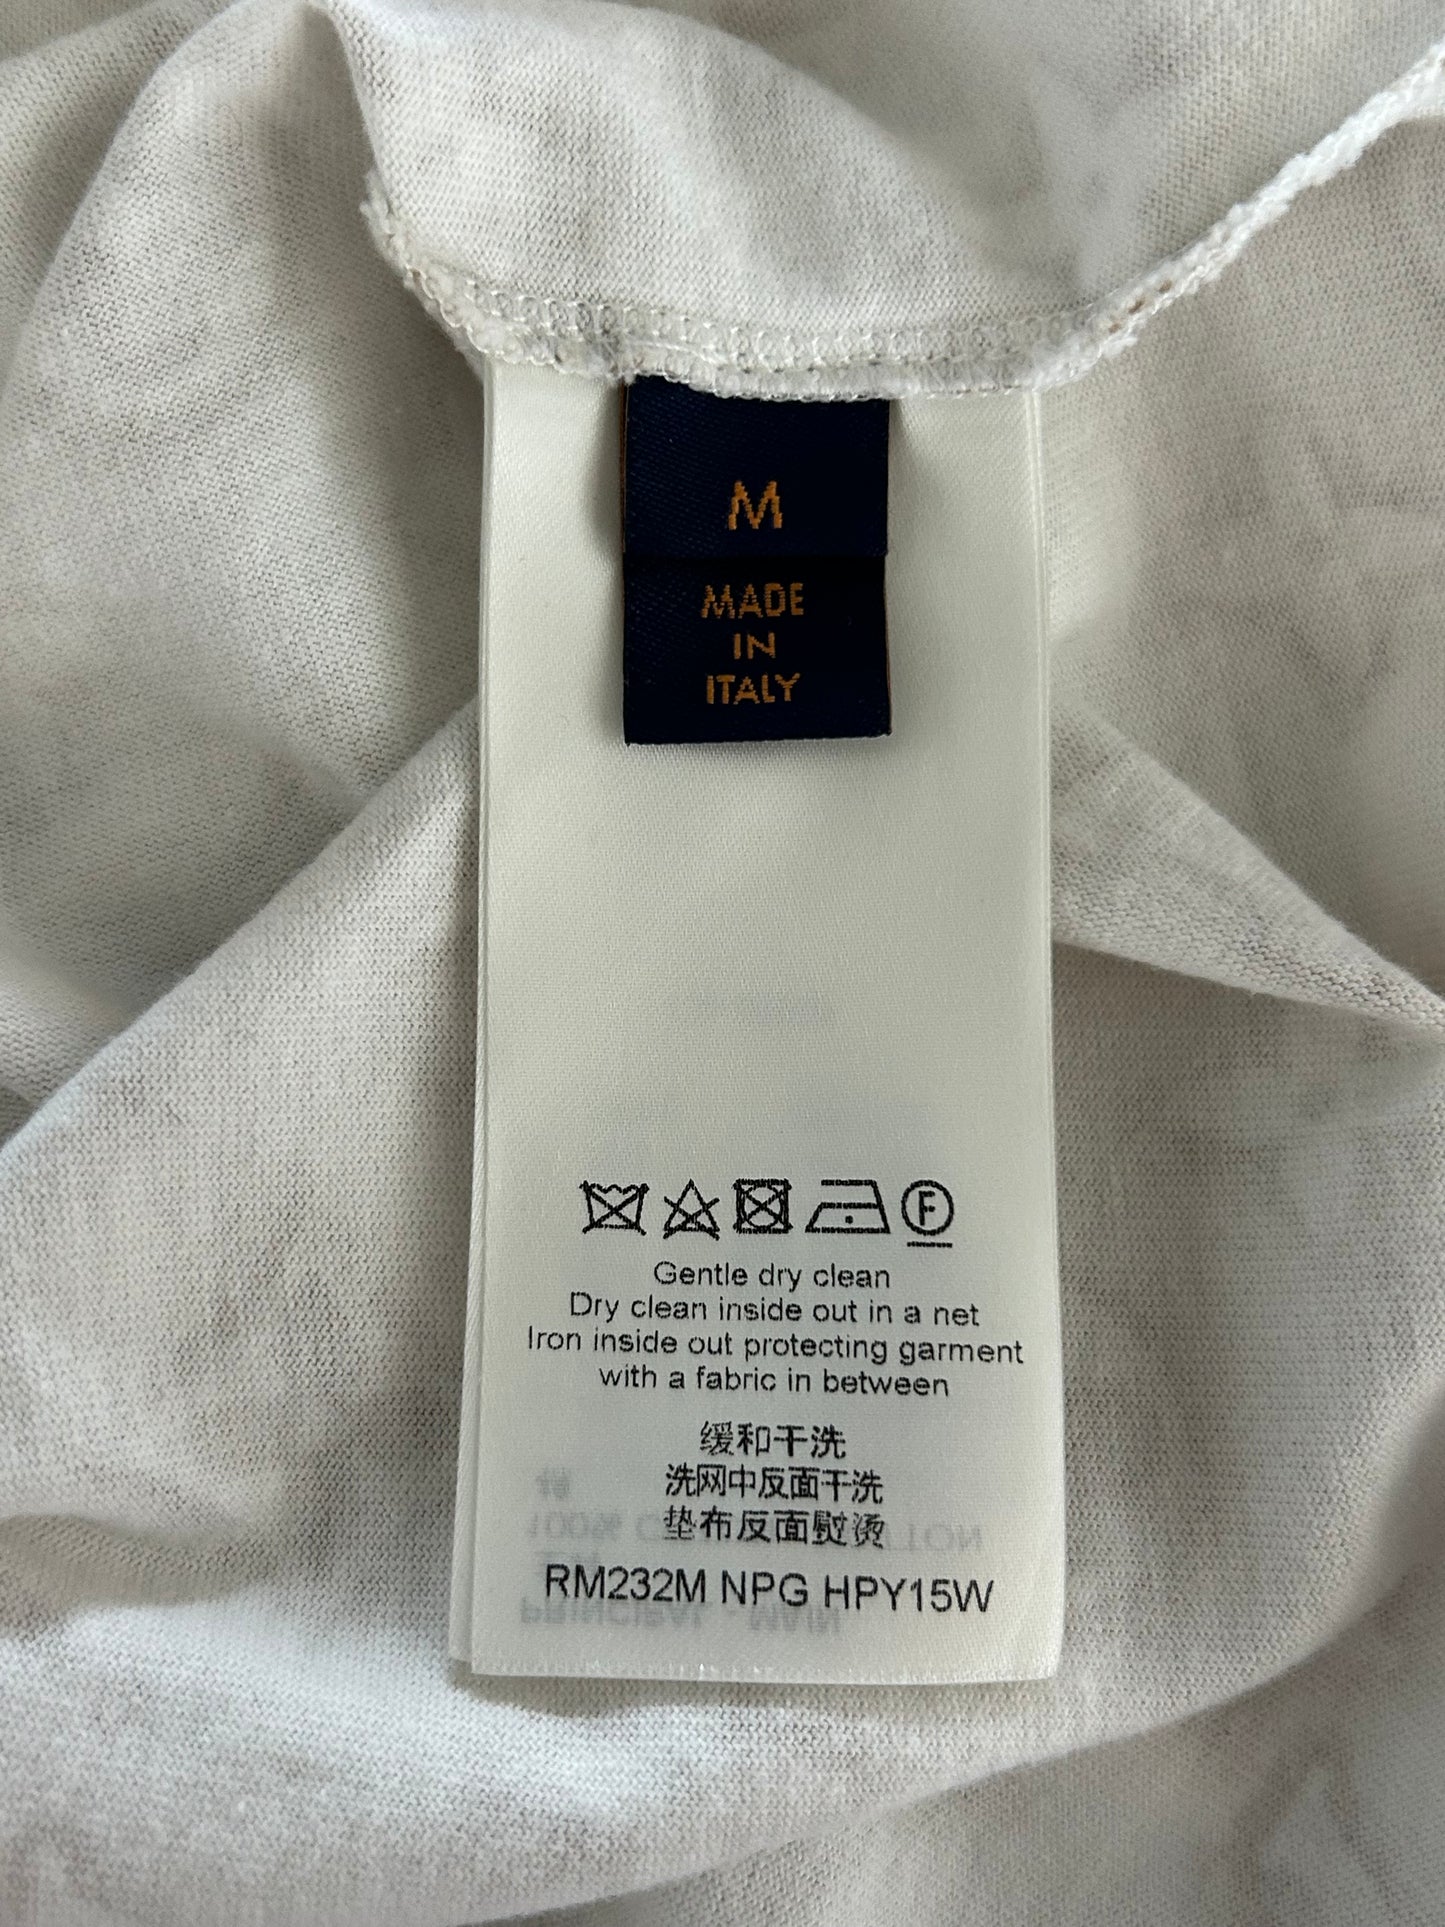 M
MADE
IN
ITALY
F
Gentle dry clean
Dry clean inside out in a net
Iron inside out protecting garment
with a fabric in between
缓和干洗
洗网中反面干洗
垫布反面熨烫
RM232M NPG HPY15W